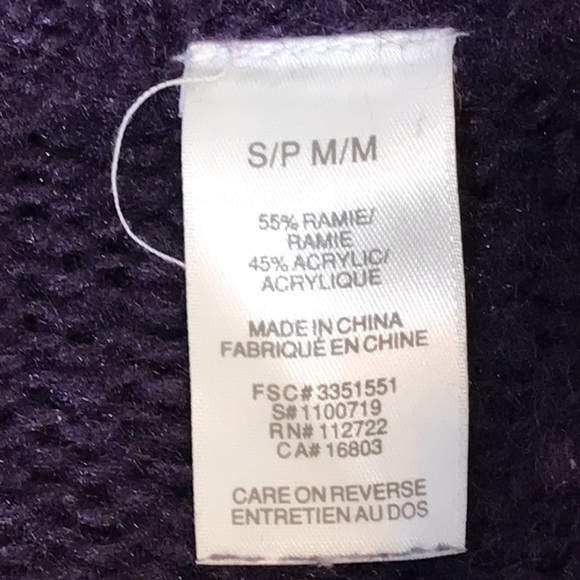 S/P M/M
55% RAMIE/
RAMIE
45% ACRYLIC/
ACRYLIQUE
MADE IN CHINA
FABRIQUÉ EN CHINE
FSC# 3351551
S# 1100719
RN# 112722
CA# 16803
CARE ON REVERSE
ENTRETIEN AU DOS